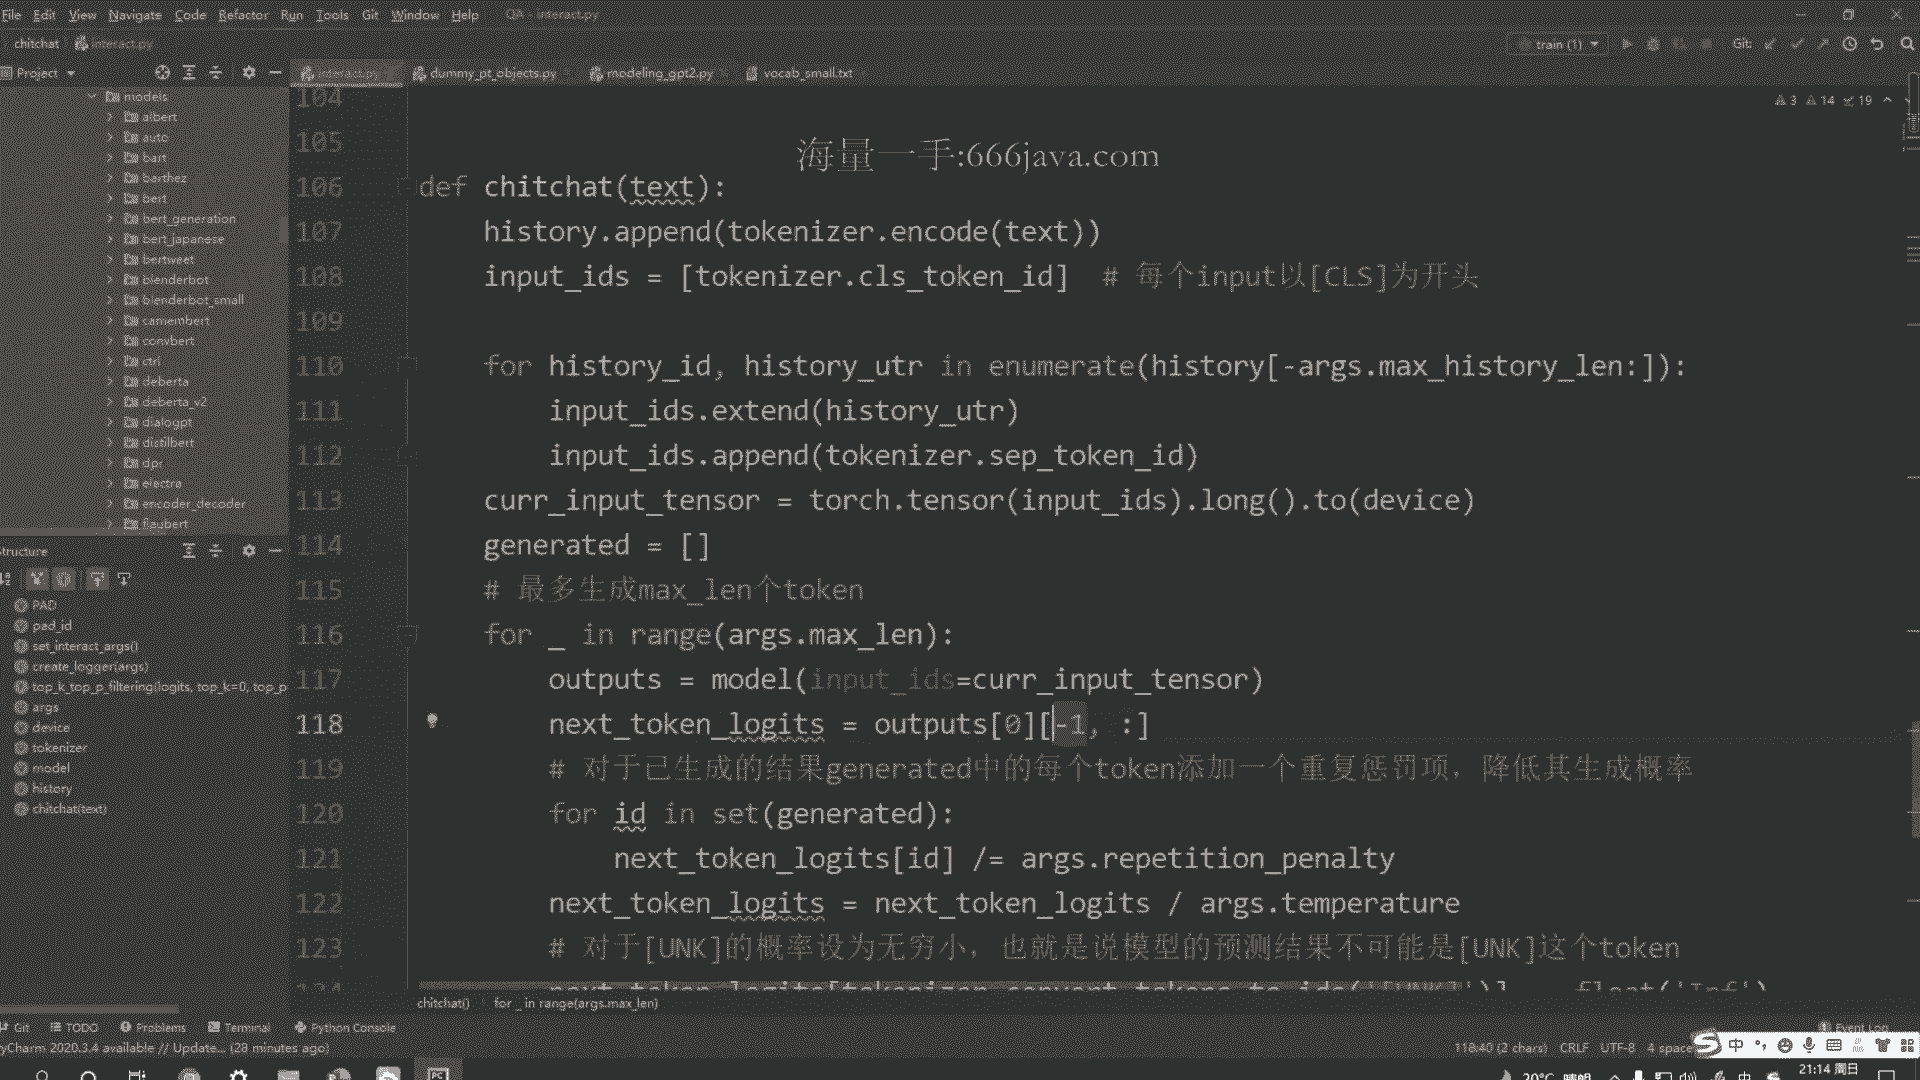 File Edit View Navigate Code Refactor Run Tools Git Window Help QA - interact.py
chitchat interact.py train (1) Git:
Project
interact.py dummy_pt_objects.py modeling_gpt2.py vocab_small.txt
models
albert
auto
bart
barthez
bert
bert_generation
bert_japanese
bertweet
blenderbot
blenderbot_small
camembert
convbert
ctrl
deberta
deberta_v2
dialogpt
distilbert
dpr
electra
encoder_decoder
flaubert
Structure
PAD
pad_id
set_interact_args()
create_logger(args)
top_k_top_p_filtering(logits, top_k=0, top_p
args
device
tokenizer
model
history
chitchat(text)
3 14 19
海量一手:666java.com
104
105
106 def chitchat(text):
107 history.append(tokenizer.encode(text))
108 input_ids = [tokenizer.cls_token_id] # 每个input以[CLS]为开头
109
110 for history_id, history_utr in enumerate(history[-args.max_history_len:]):
111 input_ids.extend(history_utr)
112 input_ids.append(tokenizer.sep_token_id)
113 curr_input_tensor = torch.tensor(input_ids).long().to(device)
114 generated = []
115 # 最多生成max_len个token
116 for _ in range(args.max_len):
117 outputs = model(input_ids=curr_input_tensor)
118 next_token_logits = outputs[0][-1, :]
119 # 对于已生成的结果generated中的每个token添加一个重复惩罚项，降低其生成概率
120 for id in set(generated):
121 next_token_logits[id] /= args.repetition_penalty
122 next_token_logits = next_token_logits / args.temperature
123 # 对于[UNK]的概率设为无穷小，也就是说模型的预测结果不可能是[UNK]这个token
chitchat() for _ in range(args.max_len)
Git TODO Problems Terminal Python Console Event Log
yCharm 2020.3.4 available // Update... (28 minutes ago) 118:40 (2 chars) CRLF UTF-8 4 space
中
21:14 周日